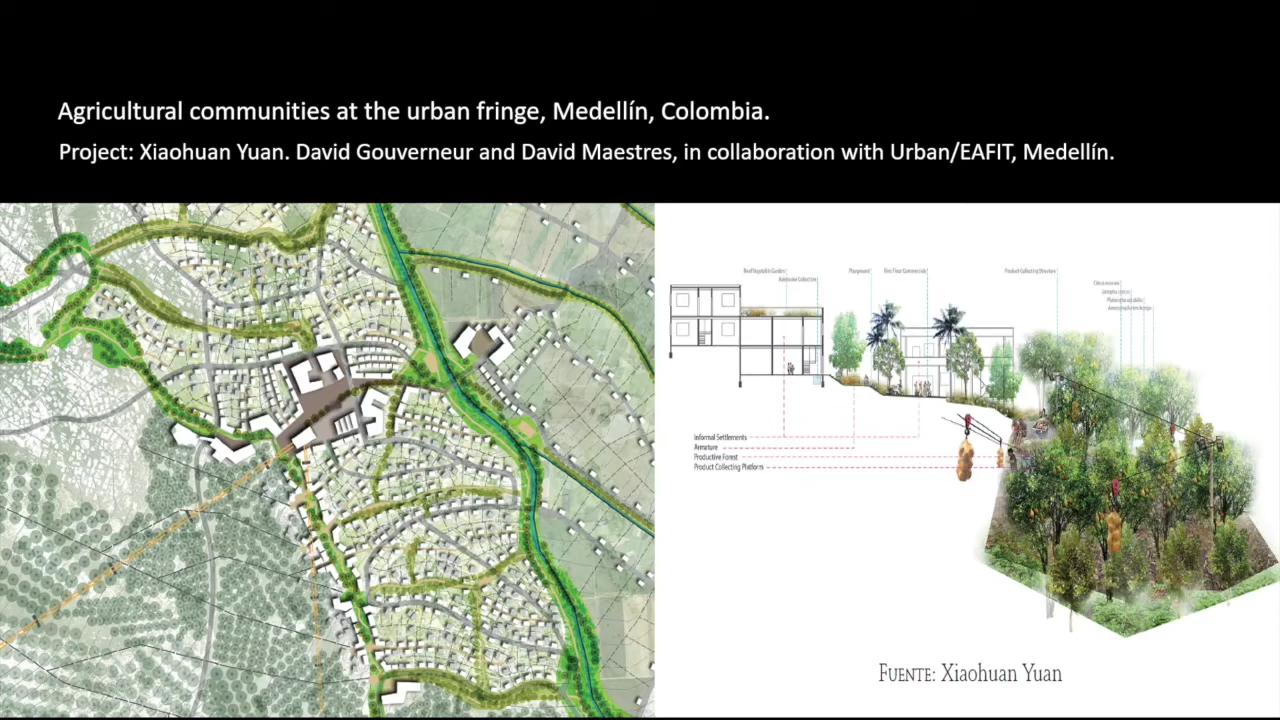 Agricultural communities at the urban fringe, Medellín, Colombia.
Project: Xiaohuan Yuan. David Gouverneur and David Maestres, in collaboration with Urban/EAFIT, Medellín.
Playground
Product Collecting Structure
Informal Settlements
Armature
Productive Forest
Product Collecting Platform
FUENTE: Xiaohuan Yuan